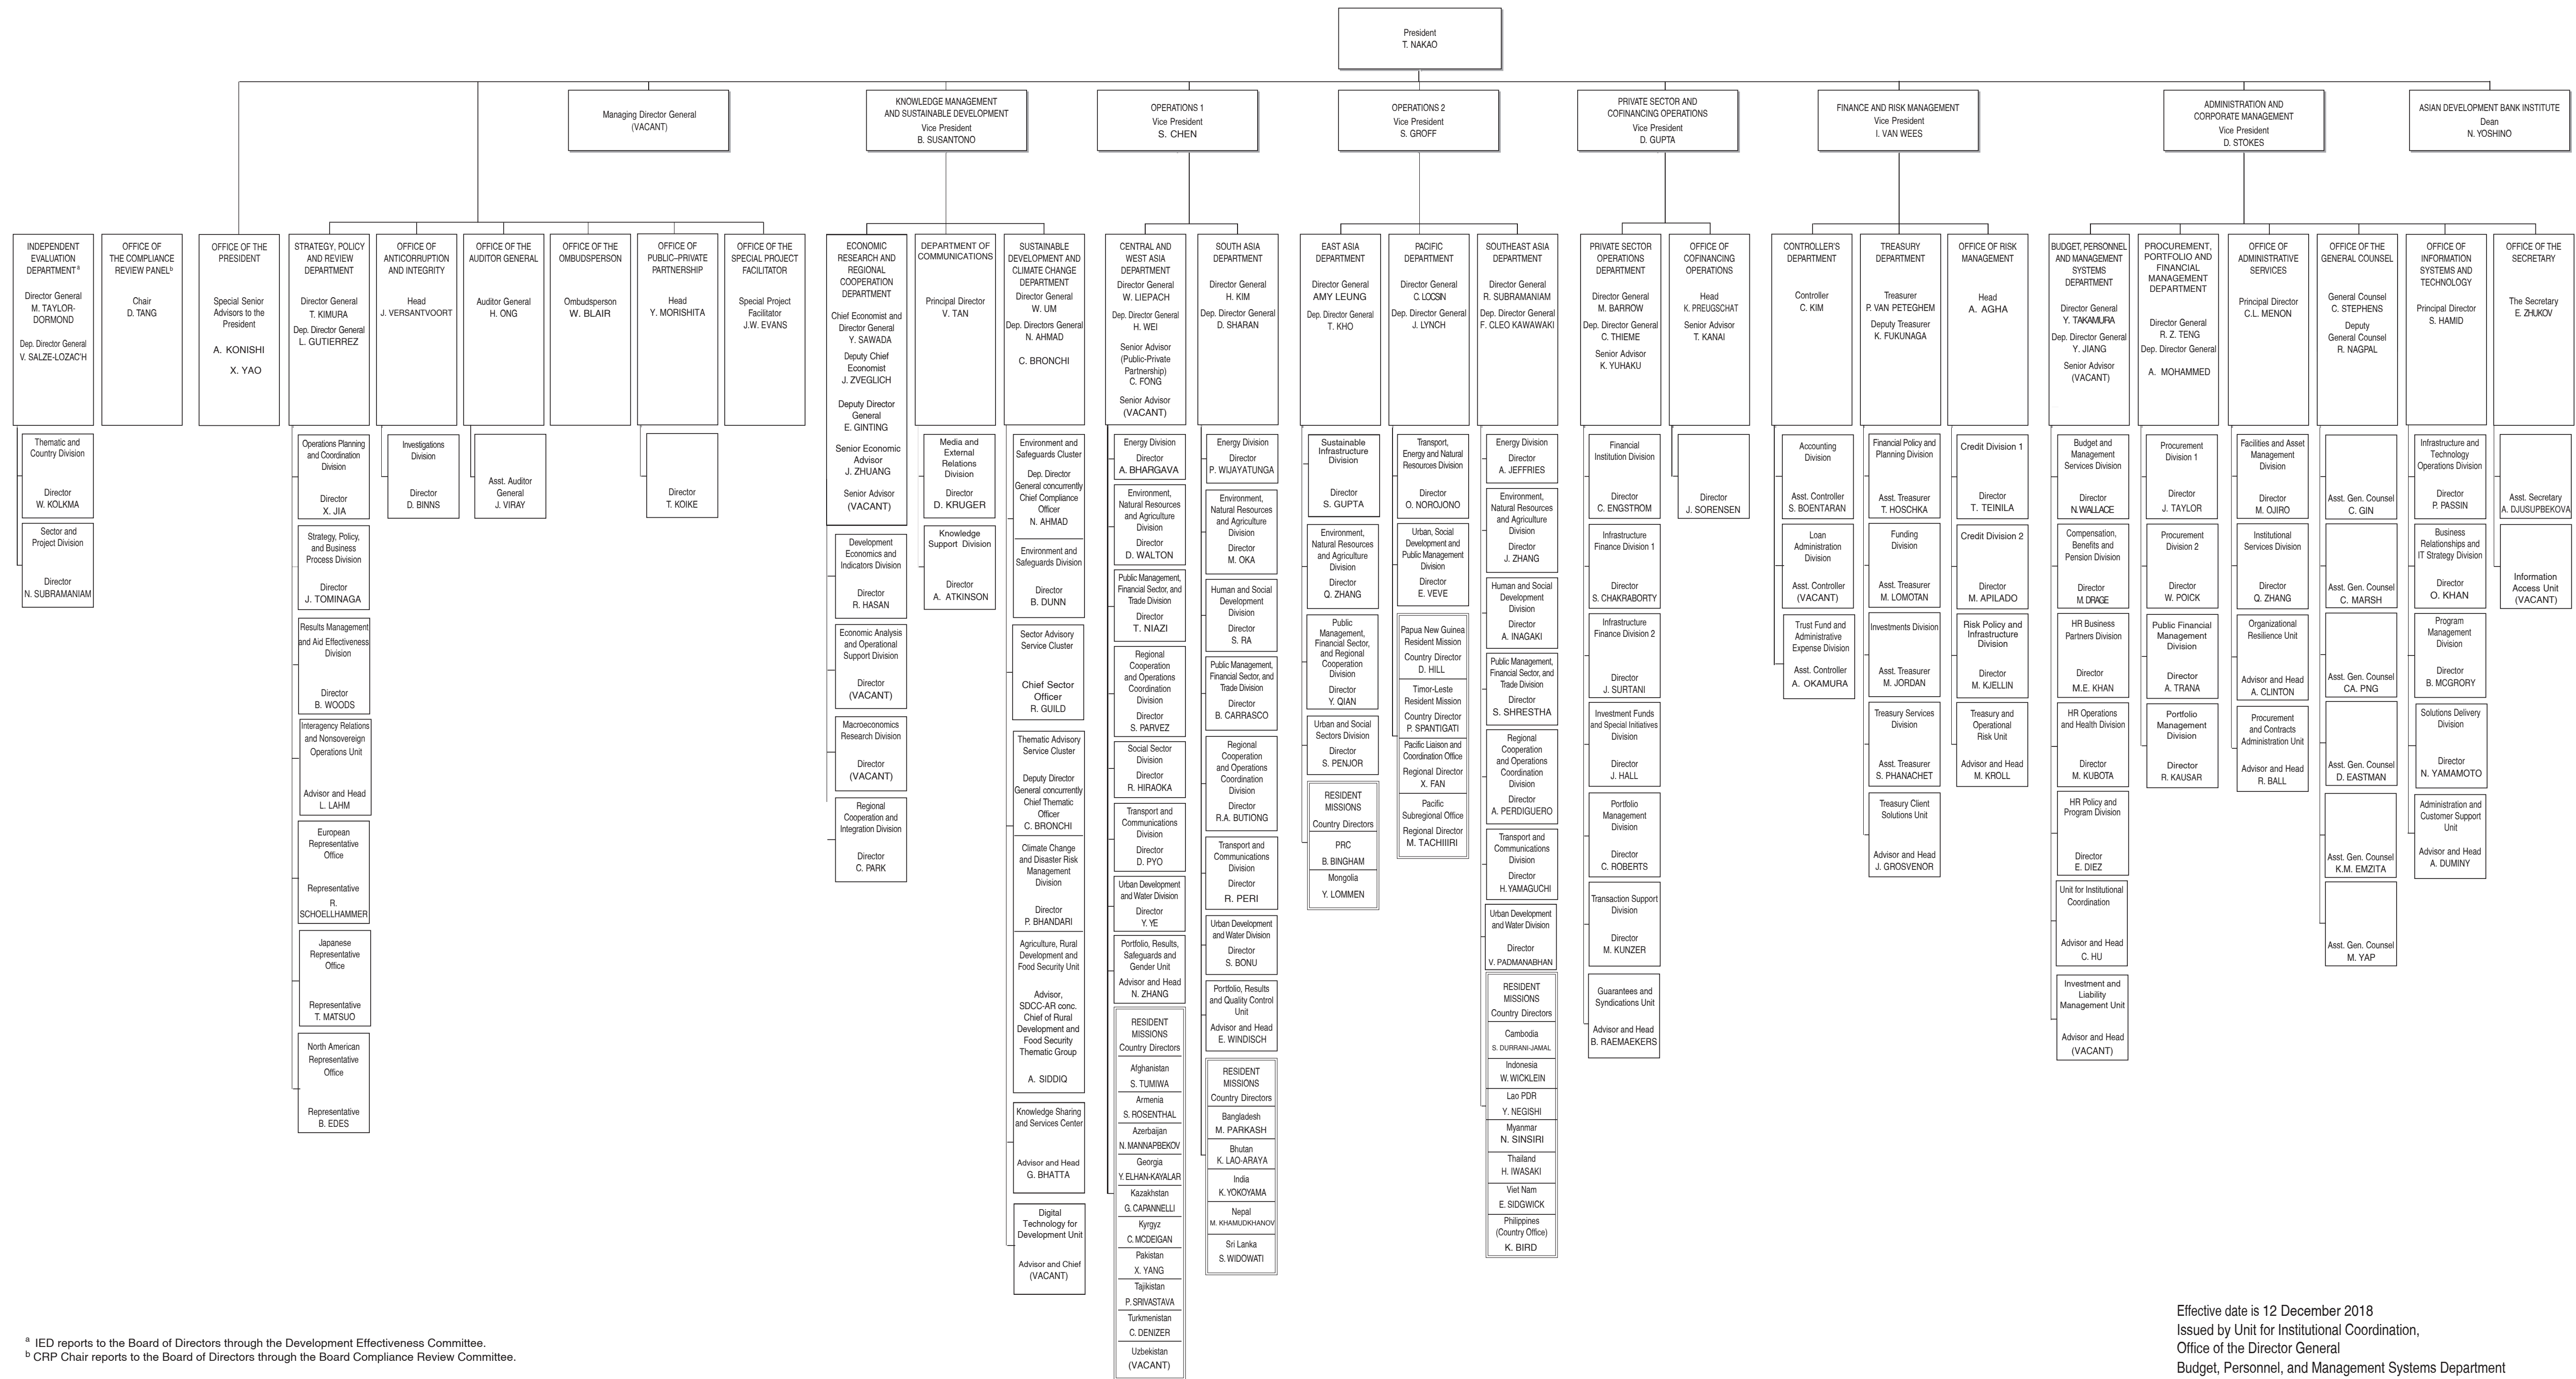 President
T. NAKAO
Managing Director General
(VACANT)
KNOWLEDGE MANAGEMENT
AND SUSTAINABLE DEVELOPMENT
Vice President
B. SUSANTONO
OPERATIONS 1
Vice President
S. CHEN
OPERATIONS 2
Vice President
S. GROFF
PRIVATE SECTOR AND
COFINANCING OPERATIONS
Vice President
D. GUPTA
FINANCE AND RISK MANAGEMENT
Vice President
I. VAN WEES
ADMINISTRATION AND
CORPORATE MANAGEMENT
Vice President
D. STOKES
ASIAN DEVELOPMENT BANK INSTITUTE
Dean
N. YOSHINO
INDEPENDENT
EVALUATION
DEPARTMENT a
Director General
M. TAYLOR-
DORMOND
Dep. Director General
V. SALZE-LOZAC'H
Thematic and
Country Division
Director
W. KOLKMA
Sector and
Project Division
Director
N. SUBRAMANIAM
OFFICE OF
THE COMPLIANCE
REVIEW PANEL b
Chair
D. TANG
OFFICE OF THE
PRESIDENT
Special Senior
Advisors to the
President
A. KONISHI
X. YAO
STRATEGY, POLICY
AND REVIEW
DEPARTMENT
Director General
T. KIMURA
Dep. Director General
L. GUTIERREZ
Operations Planning
and Coordination
Division
Director
X. JIA
Strategy, Policy,
and Business
Process Division
Director
J. TOMINAGA
Results Management
and Aid Effectiveness
Division
Director
B. WOODS
Interagency Relations
and Nonsovereign
Operations Unit
Advisor and Head
L. LAHM
European
Representative
Office
Representative
R.
SCHOELLHAMMER
Japanese
Representative
Office
Representative
T. MATSUO
North American
Representative
Office
Representative
B. EDES
OFFICE OF
ANTICORRUPTION
AND INTEGRITY
Head
J. VERSANTVOORT
Investigations
Division
Director
D. BINNS
OFFICE OF THE
AUDITOR GENERAL
Auditor General
H. ONG
Asst. Auditor
General
J. VIRAY
OFFICE OF THE
OMBUDSPERSON
Ombudsperson
W. BLAIR
OFFICE OF
PUBLIC–PRIVATE
PARTNERSHIP
Head
Y. MORISHITA
Director
T. KOIKE
OFFICE OF THE
SPECIAL PROJECT
FACILITATOR
Special Project
Facilitator
J.W. EVANS
ECONOMIC
RESEARCH AND
REGIONAL
COOPERATION
DEPARTMENT
Chief Economist and
Director General
Y. SAWADA
Deputy Chief
Economist
J. ZVEGLICH
Deputy Director
General
E. GINTING
Senior Economic
Advisor
J. ZHUANG
Senior Advisor
(VACANT)
Development
Economics and
Indicators Division
Director
R. HASAN
Economic Analysis
and Operational
Support Division
Director
(VACANT)
Macroeconomics
Research Division
Director
(VACANT)
Regional
Cooperation and
Integration Division
Director
C. PARK
DEPARTMENT OF
COMMUNICATIONS
Principal Director
V. TAN
Media and
External
Relations
Division
Director
D. KRUGER
Knowledge
Support Division
Director
A. ATKINSON
SUSTAINABLE
DEVELOPMENT AND
CLIMATE CHANGE
DEPARTMENT
Director General
W. UM
Dep. Directors General
N. AHMAD
C. BRONCHI
Environment and
Safeguards Cluster
Dep. Director
General concurrently
Chief Compliance
Officer
N. AHMAD
Environment and
Safeguards Division
Director
B. DUNN
Sector Advisory
Service Cluster
Chief Sector
Officer
R. GUILD
Thematic Advisory
Service Cluster
Deputy Director
General concurrently
Chief Thematic
Officer
C. BRONCHI
Climate Change
and Disaster Risk
Management
Division
Director
P. BHANDARI
Agriculture, Rural
Development and
Food Security Unit
Advisor,
SDCC-AR conc.
Chief of Rural
Development and
Food Security
Thematic Group
A. SIDDIQ
Knowledge Sharing
and Services Center
Advisor and Head
G. BHATTA
Digital
Technology for
Development Unit
Advisor and Chief
(VACANT)
CENTRAL AND
WEST ASIA
DEPARTMENT
Director General
W. LIEPACH
Dep. Director General
H. WEI
Senior Advisor
(Public-Private
Partnership)
C. FONG
Senior Advisor
(VACANT)
Energy Division
Director
A. BHARGAVA
Environment,
Natural Resources
and Agriculture
Division
Director
D. WALTON
Public Management,
Financial Sector, and
Trade Division
Director
T. NIAZI
Regional
Cooperation
and Operations
Coordination
Division
Director
S. PARVEZ
Social Sector
Division
Director
R. HIRAOKA
Transport and
Communications
Division
Director
D. PYO
Urban Development
and Water Division
Director
Y. YE
Portfolio, Results,
Safeguards and
Gender Unit
Advisor and Head
N. ZHANG
RESIDENT
MISSIONS
Country Directors
Afghanistan
S. TUMIWA
Armenia
S. ROSENTHAL
Azerbaijan
N. MANNAPBEKOV
Georgia
Y. ELHAN-KAYALAR
Kazakhstan
G. CAPANNELLI
Kyrgyz
C. MCDEIGAN
Pakistan
X. YANG
Tajikistan
P. SRIVASTAVA
Turkmenistan
C. DENIZER
Uzbekistan
(VACANT)
SOUTH ASIA
DEPARTMENT
Director General
H. KIM
Dep. Director General
D. SHARAN
Energy Division
Director
P. WIJAYATUNGA
Environment,
Natural Resources
and Agriculture
Division
Director
M. OKA
Human and Social
Development
Division
Director
S. RA
Public Management,
Financial Sector, and
Trade Division
Director
B. CARRASCO
Regional
Cooperation
and Operations
Coordination
Division
Director
R.A. BUTIONG
Transport and
Communications
Division
Director
R. PERI
Urban Development
and Water Division
Director
S. BONU
Portfolio, Results
and Quality Control
Unit
Advisor and Head
E. WINDISCH
RESIDENT
MISSIONS
Country Directors
Bangladesh
M. PARKASH
Bhutan
K. LAO-ARAYA
India
K. YOKOYAMA
Nepal
M. KHAMUDKHANOV
Sri Lanka
S. WIDOWATI
EAST ASIA
DEPARTMENT
Director General
AMY LEUNG
Dep. Director General
T. KHO
Sustainable
Infrastructure
Division
Director
S. GUPTA
Environment,
Natural Resources
and Agriculture
Division
Director
Q. ZHANG
Public
Management,
Financial Sector,
and Regional
Cooperation
Division
Director
Y. QIAN
Urban and Social
Sectors Division
Director
S. PENJOR
RESIDENT
MISSIONS
Country Directors
PRC
B. BINGHAM
Mongolia
Y. LOMMEN
PACIFIC
DEPARTMENT
Director General
C. LOCSIN
Dep. Director General
J. LYNCH
Transport,
Energy and Natural
Resources Division
Director
O. NOROJONO
Urban, Social
Development and
Public Management
Division
Director
E. VEVE
Papua New Guinea
Resident Mission
Country Director
D. HILL
Timor-Leste
Resident Mission
Country Director
P. SPANTIGATI
Pacific Liaison and
Coordination Office
Regional Director
X. FAN
Pacific
Subregional Office
Regional Director
M. TACHIIIRI
SOUTHEAST ASIA
DEPARTMENT
Director General
R. SUBRAMANIAM
Dep. Director General
F. CLEO KAWAWAKI
Energy Division
Director
A. JEFFRIES
Environment,
Natural Resources
and Agriculture
Division
Director
J. ZHANG
Human and Social
Development
Division
Director
A. INAGAKI
Public Management,
Financial Sector, and
Trade Division
Director
S. SHRESTHA
Regional
Cooperation
and Operations
Coordination
Division
Director
A. PERDIGUERO
Transport and
Communications
Division
Director
H. YAMAGUCHI
Urban Development
and Water Division
Director
V. PADMANABHAN
RESIDENT
MISSIONS
Country Directors
Cambodia
S. DURRANI-JAMAL
Indonesia
W. WICKLEIN
Lao PDR
Y. NEGISHI
Myanmar
N. SINSIRI
Thailand
H. IWASAKI
Viet Nam
E. SIDGWICK
Philippines
(Country Office)
K. BIRD
PRIVATE SECTOR
OPERATIONS
DEPARTMENT
Director General
M. BARROW
Dep. Director General
C. THIEME
Senior Advisor
K. YUHAKU
Financial
Institution Division
Director
C. ENGSTROM
Infrastructure
Finance Division 1
Director
S. CHAKRABORTY
Infrastructure
Finance Division 2
Director
J. SURTANI
Investment Funds
and Special Initiatives
Division
Director
J. HALL
Portfolio
Management
Division
Director
C. ROBERTS
Transaction Support
Division
Director
M. KUNZER
Guarantees and
Syndications Unit
Advisor and Head
B. RAEMAEKERS
OFFICE OF
COFINANCING
OPERATIONS
Head
K. PREUGSCHAT
Senior Advisor
T. KANAI
Director
J. SORENSEN
CONTROLLER'S
DEPARTMENT
Controller
C. KIM
Accounting
Division
Asst. Controller
S. BOENTARAN
Loan
Administration
Division
Asst. Controller
(VACANT)
Trust Fund and
Administrative
Expense Division
Asst. Controller
A. OKAMURA
TREASURY
DEPARTMENT
Treasurer
P. VAN PETEGHEM
Deputy Treasurer
K. FUKUNAGA
Financial Policy and
Planning Division
Asst. Treasurer
T. HOSCHKA
Funding
Division
Asst. Treasurer
M. LOMOTAN
Investments Division
Asst. Treasurer
M. JORDAN
Treasury Services
Division
Asst. Treasurer
S. PHANACHET
Treasury Client
Solutions Unit
Advisor and Head
J. GROSVENOR
OFFICE OF RISK
MANAGEMENT
Head
A. AGHA
Credit Division 1
Director
T. TEINILA
Credit Division 2
Director
M. APILADO
Risk Policy and
Infrastructure
Division
Director
M. KJELLIN
Treasury and
Operational
Risk Unit
Advisor and Head
M. KROLL
BUDGET, PERSONNEL
AND MANAGEMENT
SYSTEMS
DEPARTMENT
Director General
Y. TAKAMURA
Dep. Director General
Y. JIANG
Senior Advisor
(VACANT)
Budget and
Management
Services Division
Director
N. WALLACE
Compensation,
Benefits and
Pension Division
Director
M. DRAGE
HR Business
Partners Division
Director
M.E. KHAN
HR Operations
and Health Division
Director
M. KUBOTA
HR Policy and
Program Division
Director
E. DIEZ
Unit for Institutional
Coordination
Advisor and Head
C. HU
Investment and
Liability
Management Unit
Advisor and Head
(VACANT)
PROCUREMENT,
PORTFOLIO AND
FINANCIAL
MANAGEMENT
DEPARTMENT
Director General
R. Z. TENG
Dep. Director General
A. MOHAMMED
Procurement
Division 1
Director
J. TAYLOR
Procurement
Division 2
Director
W. POICK
Public Financial
Management
Division
Director
A. TRANA
Portfolio
Management
Division
Director
R. KAUSAR
OFFICE OF
ADMINISTRATIVE
SERVICES
Principal Director
C.L. MENON
Facilities and Asset
Management
Division
Director
M. OJIRO
Institutional
Services Division
Director
Q. ZHANG
Organizational
Resilience Unit
Advisor and Head
A. CLINTON
Procurement
and Contracts
Administration Unit
Advisor and Head
R. BALL
OFFICE OF THE
GENERAL COUNSEL
General Counsel
C. STEPHENS
Deputy
General Counsel
R. NAGPAL
Asst. Gen. Counsel
C. GIN
Asst. Gen. Counsel
C. MARSH
Asst. Gen. Counsel
CA. PNG
Asst. Gen. Counsel
D. EASTMAN
Asst. Gen. Counsel
K.M. EMZITA
Asst. Gen. Counsel
M. YAP
OFFICE OF
INFORMATION
SYSTEMS AND
TECHNOLOGY
Principal Director
S. HAMID
Infrastructure and
Technology
Operations Division
Director
P. PASSIN
Business
Relationships and
IT Strategy Division
Director
O. KHAN
Program
Management
Division
Director
B. MCGRORY
Solutions Delivery
Division
Director
N. YAMAMOTO
Administration and
Customer Support
Unit
Advisor and Head
A. DUMINY
OFFICE OF THE
SECRETARY
The Secretary
E. ZHUKOV
Asst. Secretary
A. DJUSUPBEKOVA
Information
Access Unit
(VACANT)
a IED reports to the Board of Directors through the Development Effectiveness Committee.
b CRP Chair reports to the Board of Directors through the Board Compliance Review Committee.
Effective date is 12 December 2018
Issued by Unit for Institutional Coordination,
Office of the Director General
Budget, Personnel, and Management Systems Department